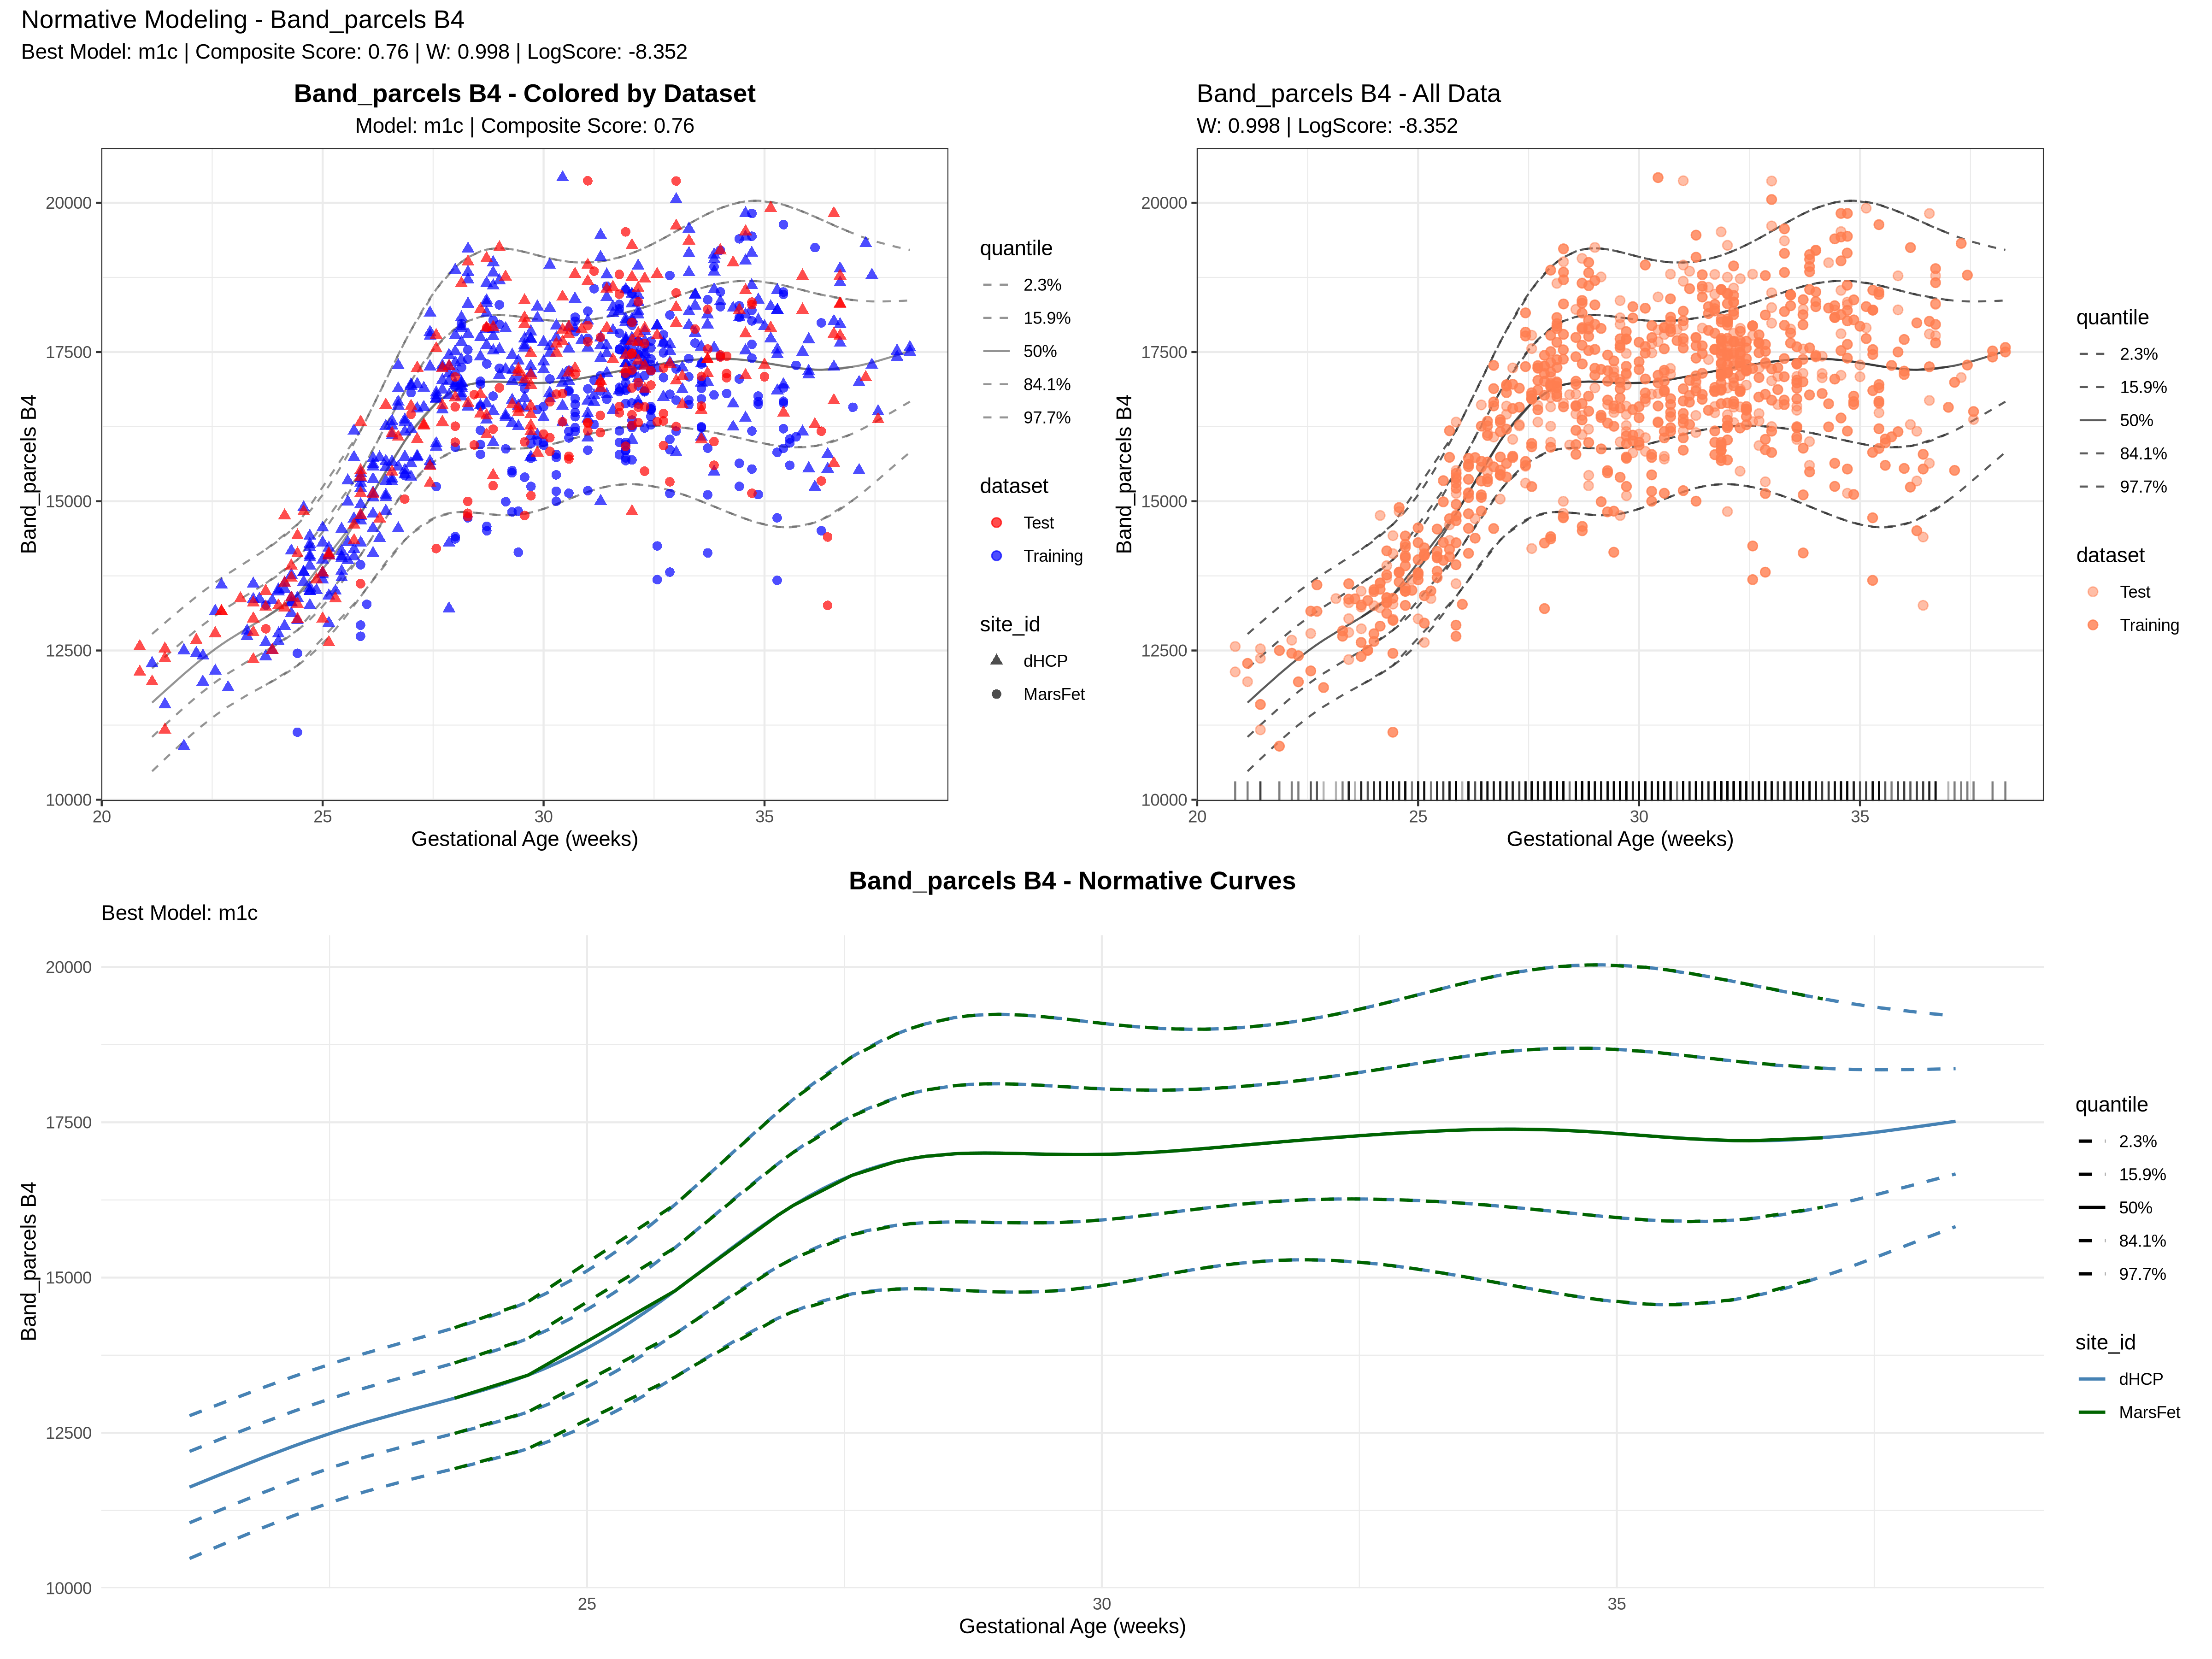 Normative Modeling - Band_parcels B4
Best Model: m1c | Composite Score: 0.76 | W: 0.998 | LogScore: -8.352
Band_parcels B4 - Colored by Dataset
Model: m1c | Composite Score: 0.76
Band_parcels B4
20000
17500
15000
12500
10000
20
25
30
35
Gestational Age (weeks)
quantile
2.3%
15.9%
50%
84.1%
97.7%
dataset
Test
Training
site_id
dHCP
MarsFet
Band_parcels B4 - All Data
W: 0.998 | LogScore: -8.352
Band_parcels B4
20000
17500
15000
12500
10000
20
25
30
35
Gestational Age (weeks)
quantile
2.3%
15.9%
50%
84.1%
97.7%
dataset
Test
Training
Band_parcels B4 - Normative Curves
Best Model: m1c
Band_parcels B4
20000
17500
15000
12500
10000
25
30
35
Gestational Age (weeks)
quantile
2.3%
15.9%
50%
84.1%
97.7%
site_id
dHCP
MarsFet